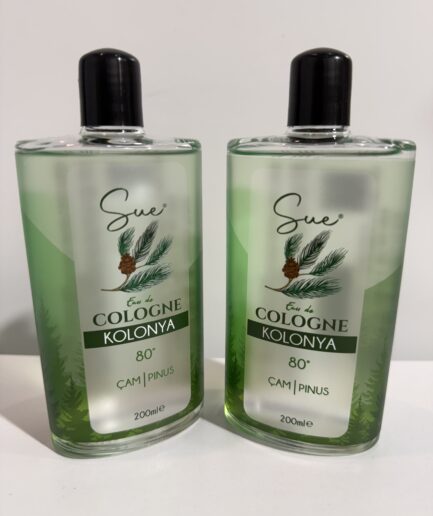 Sue®
Eau de
COLOGNE
KOLONYA
80°
ÇAM | PINUS
200ml℮
Sue®
Eau de
COLOGNE
KOLONYA
80°
ÇAM | PINUS
200ml℮